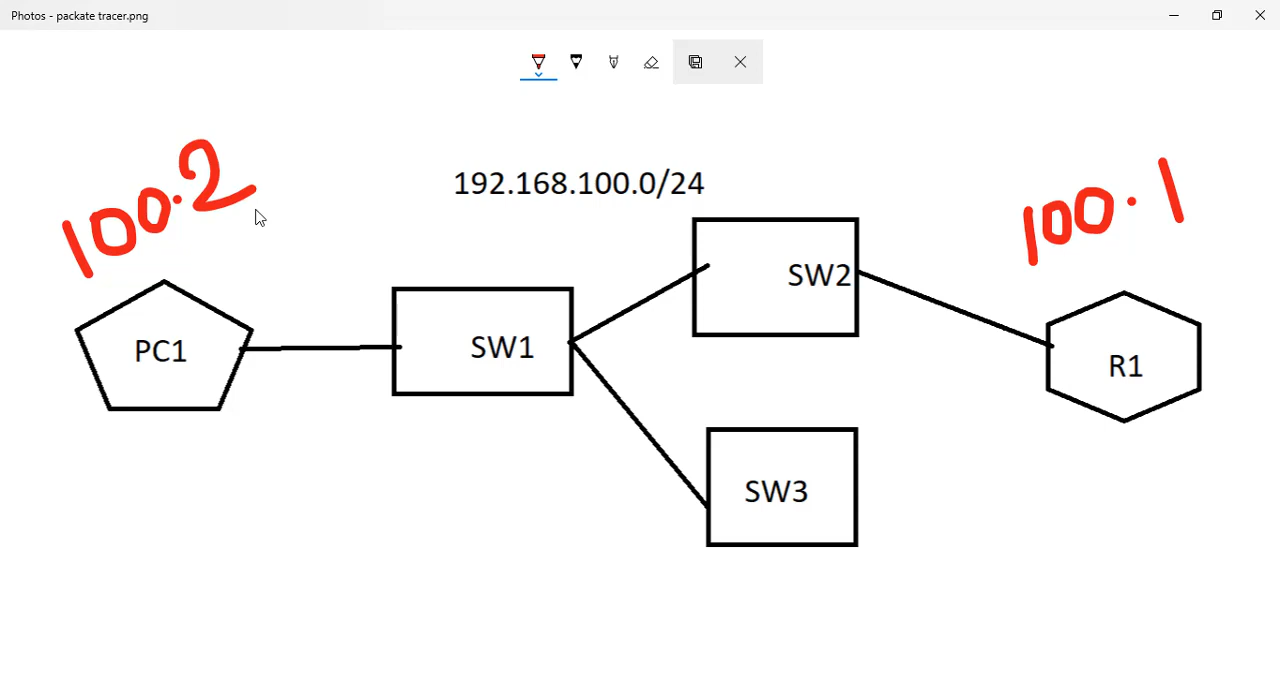 Photos - packate tracer.png
100.2
192.168.100.0/24
100.1
SW2
PC1
SW1
R1
SW3